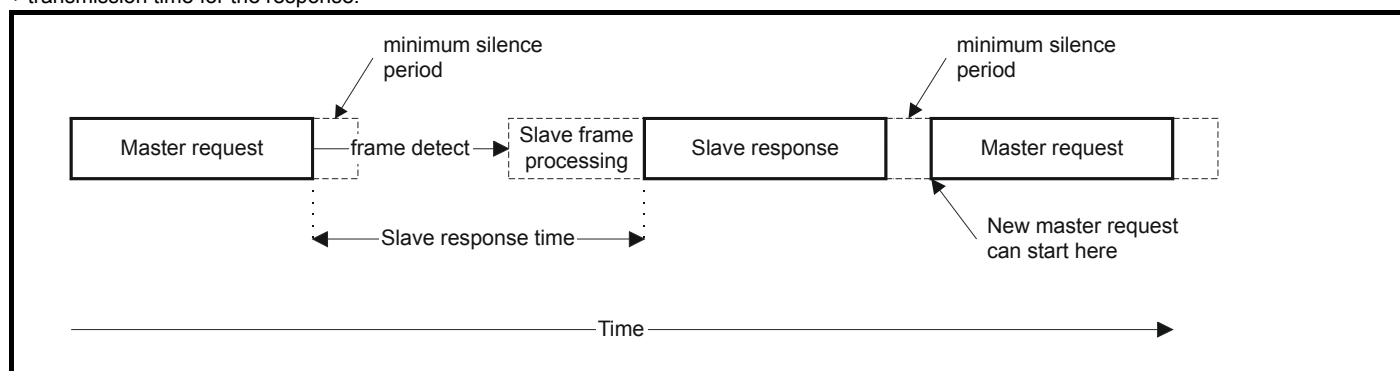 + transmission time for the response.
minimum silence
period
minimum silence
period
Master request
frame detect
Slave frame
processing
Slave response
Master request
Slave response time
New master request
can start here
Time